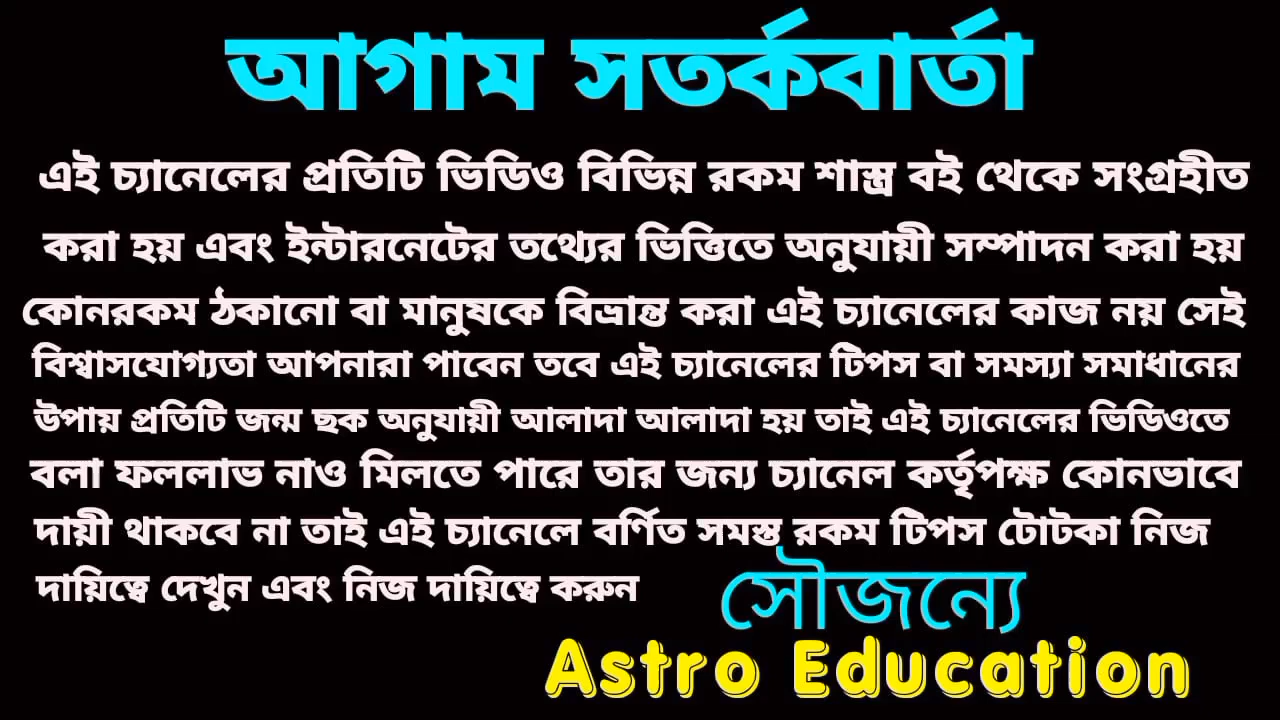 আগাম সতর্কবার্তা
এই চ্যানেলের প্রতিটি ভিডিও বিভিন্ন রকম শাস্ত্র বই থেকে সংগ্রহীত
করা হয় এবং ইন্টারনেটের তথ্যের ভিত্তিতে অনুযায়ী সম্পাদন করা হয়
কোনরকম ঠকানো বা মানুষকে বিভ্রান্ত করা এই চ্যানেলের কাজ নয় সেই
বিশ্বাসযোগ্যতা আপনারা পাবেন তবে এই চ্যানেলের টিপস বা সমস্যা সমাধানের
উপায় প্রতিটি জন্ম ছক অনুযায়ী আলাদা আলাদা হয় তাই এই চ্যানেলের ভিডিওতে
বলা ফললাভ নাও মিলতে পারে তার জন্য চ্যানেল কর্তৃপক্ষ কোনভাবে
দায়ী থাকবে না তাই এই চ্যানেলে বর্ণিত সমস্ত রকম টিপস টোটকা নিজ
দায়িত্বে দেখুন এবং নিজ দায়িত্বে করুন
সৌজন্যে
Astro Education